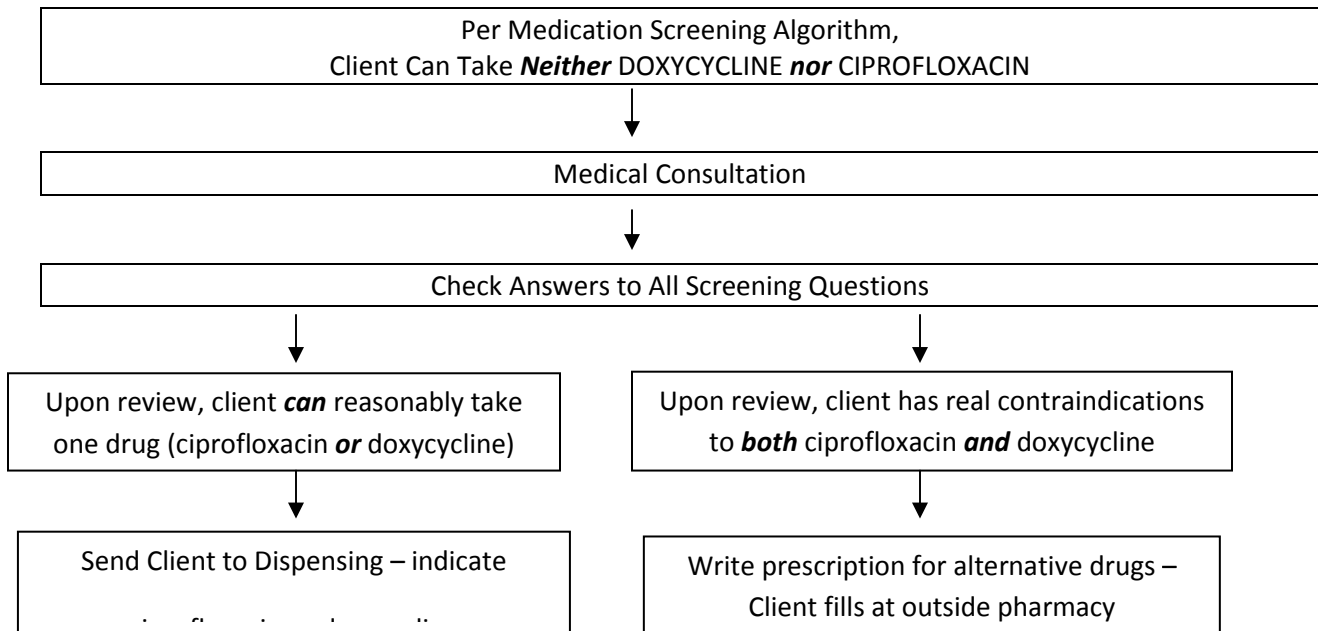 Per Medication Screening Algorithm,
Client Can Take Neither DOXYCYCLINE nor CIPROFLOXACIN
Medical Consultation
Check Answers to All Screening Questions
Upon review, client can reasonably take
one drug (ciprofloxacin or doxycycline)
Upon review, client has real contraindications
to both ciprofloxacin and doxycycline
Send Client to Dispensing – indicate
Write prescription for alternative drugs –
Client fills at outside pharmacy